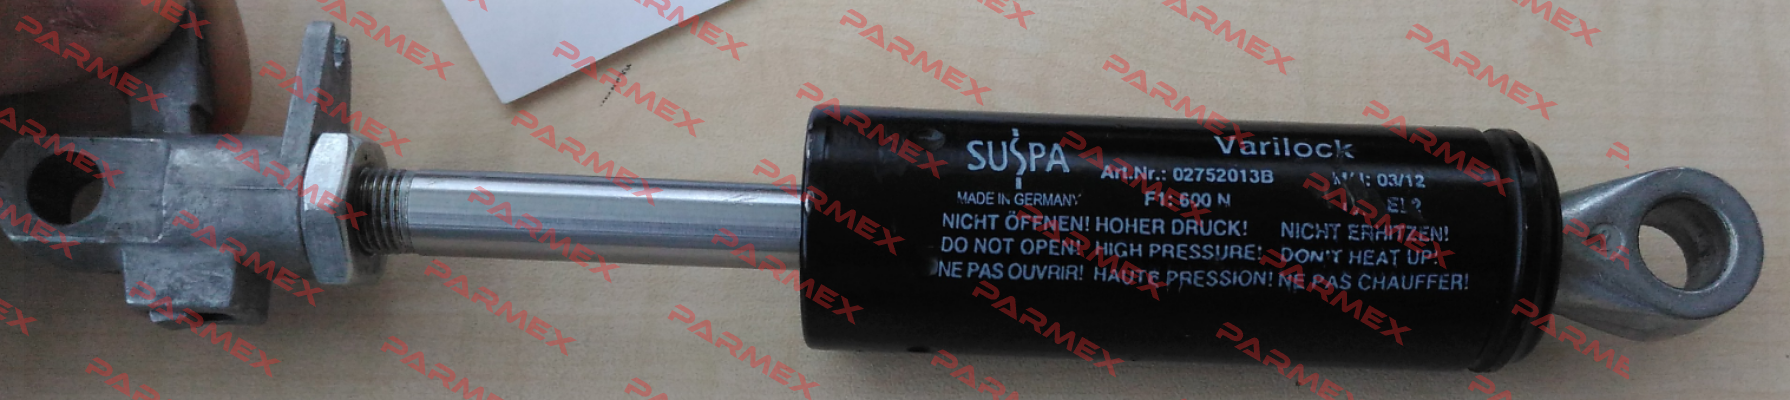 SUSPA
Varilock
Art.Nr.: 02752013B
03/12
MADE IN GERMANY
F1: 600 N
NICHT ÖFFNEN! HOHER DRUCK! NICHT ERHITZEN!
DO NOT OPEN! HIGH PRESSURE! DON'T HEAT UP!
NE PAS OUVRIR! HAUTE PRESSION! NE PAS CHAUFFER!
PARMEX